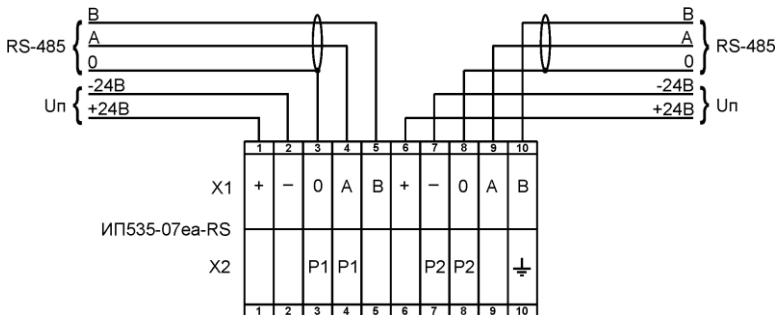 B B
RS-485 A A RS-485
0 0
-24В -24В
Uп Uп
+24В +24В
1 2 3 4 5 6 7 8 9 10
X1 + − 0 A B + − 0 A B
ИП535-07еа-RS
X2 P1 P1 P2 P2
1 2 3 4 5 6 7 8 9 10